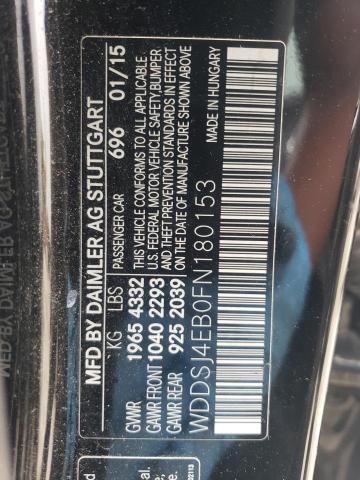 MFD BY DAIMLER AG STUTTGART
KG LBS PASSENGER CAR 696 01/15
GVWR 1965 4332 THIS VEHICLE CONFORMS TO ALL APPLICABLE
GAWR FRONT 1040 2293 U.S. FEDERAL MOTOR VEHICLE SAFETY, BUMPER
GAWR REAR 925 2039 AND THEFT PREVENTION STANDARDS IN EFFECT
ON THE DATE OF MANUFACTURE SHOWN ABOVE.
WDDSJ4EB0FN180153
MADE IN HUNGARY